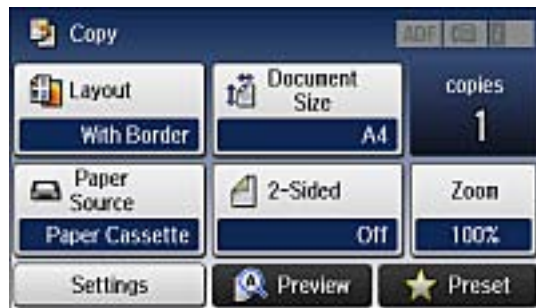 Copy
ADF
Layout
With Border
Document
Size
A4
copies
1
Paper
Source
Paper Cassette
2-Sided
Off
Zoom
100%
Settings
Preview
Preset